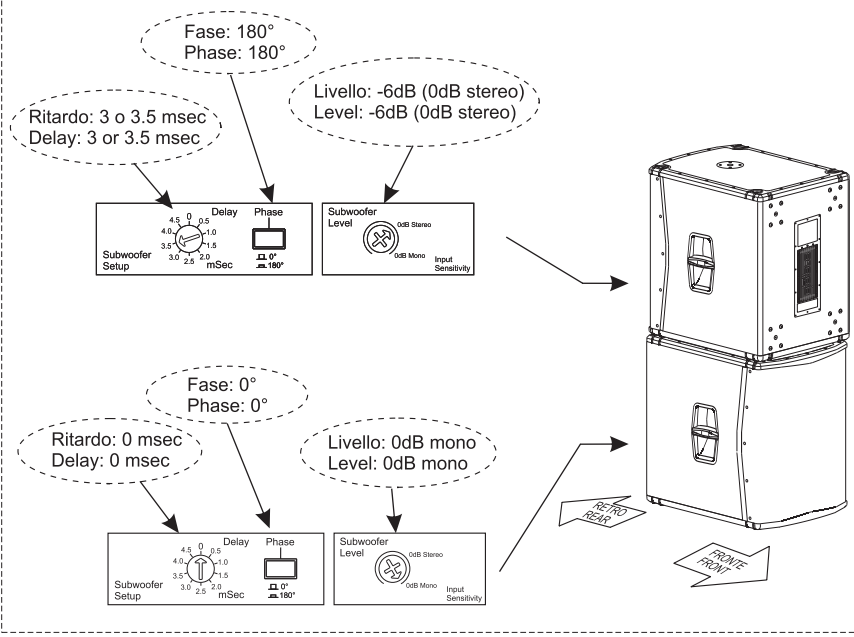 Fase: 180°
Phase: 180°
Livello: -6dB (0dB stereo)
Level: -6dB (0dB stereo)
Ritardo: 3 o 3.5 msec
Delay: 3 or 3.5 msec
Delay
Phase
0
0.5
1.0
1.5
2.0
2.5
3.0
3.5
4.0
4.5
mSec
Subwoofer
Setup
0°
180°
Subwoofer
Level
0dB Stereo
0dB Mono
Input
Sensitivity
Fase: 0°
Phase: 0°
Ritardo: 0 msec
Delay: 0 msec
Livello: 0dB mono
Level: 0dB mono
Delay
Phase
0
0.5
1.0
1.5
2.0
2.5
3.0
3.5
4.0
4.5
mSec
Subwoofer
Setup
0°
180°
Subwoofer
Level
0dB Stereo
0dB Mono
Input
Sensitivity
RETRO
REAR
FRONTE
FRONT